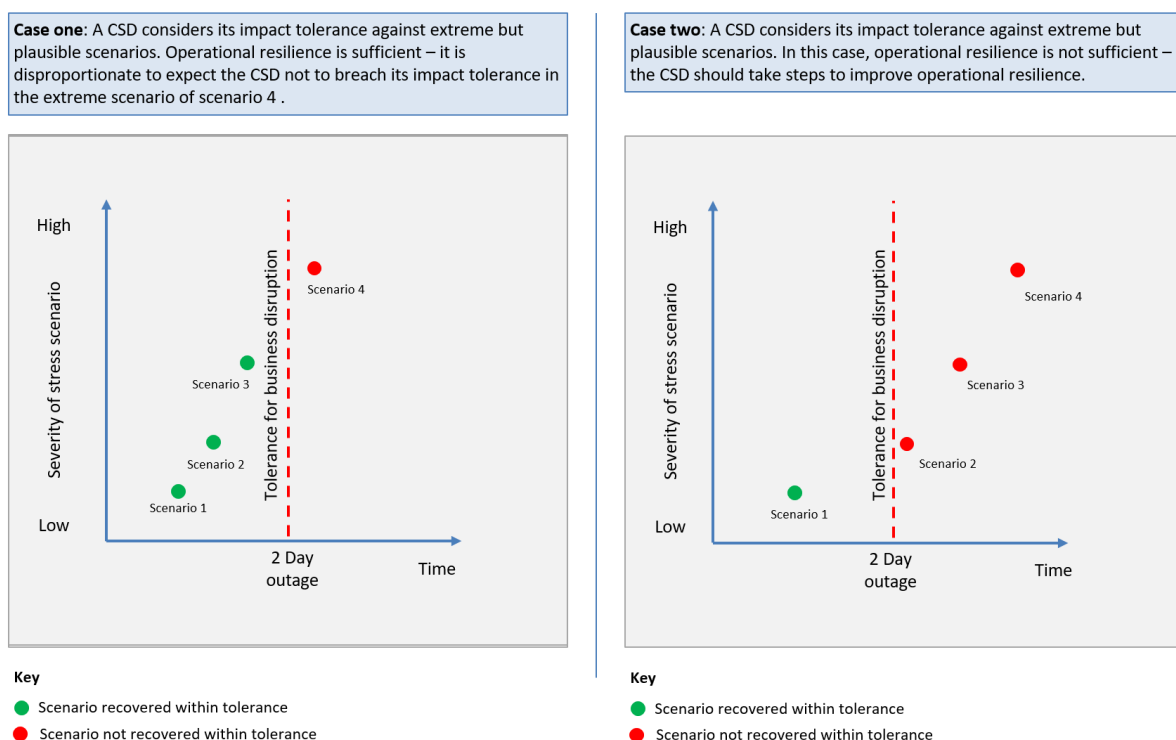 Case one: A CSD considers its impact tolerance against extreme but
plausible scenarios. Operational resilience is sufficient – it is
disproportionate to expect the CSD not to breach its impact tolerance in
the extreme scenario of scenario 4 .
High
Severity of stress scenario
Low
Tolerance for business disruption
Scenario 4
Scenario 3
Scenario 2
Scenario 1
2 Day
outage
Time
Key
Scenario recovered within tolerance
Scenario not recovered within tolerance
Case two: A CSD considers its impact tolerance against extreme but
plausible scenarios. In this case, operational resilience is not sufficient –
the CSD should take steps to improve operational resilience.
High
Severity of stress scenario
Low
Tolerance for business disruption
Scenario 4
Scenario 3
Scenario 2
Scenario 1
2 Day
outage
Time
Key
Scenario recovered within tolerance
Scenario not recovered within tolerance